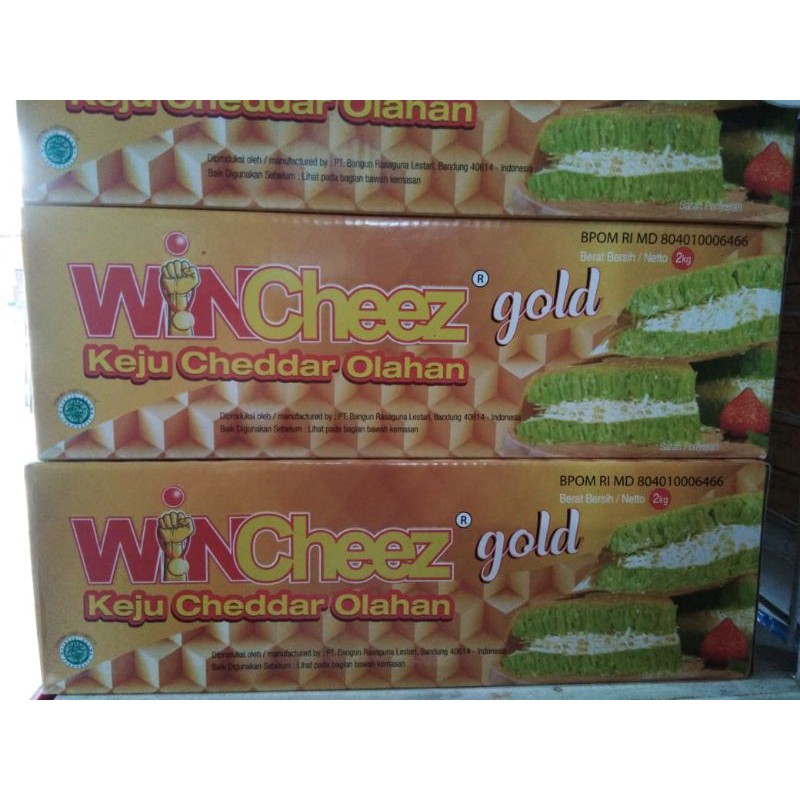 Keju Cheddar Olahan
Diproduksi oleh / manufactured by : PT. Bangun Rasaguna Lestari, Bandung 40614 - Indonesia
Baik Digunakan Sebelum : Lihat pada bagian bawah kemasan
Saran Penyajian
BPOM RI MD 804010006466
Berat Bersih / Netto 2kg
WINCheez® gold
Keju Cheddar Olahan
Diproduksi oleh / manufactured by : PT. Bangun Rasaguna Lestari, Bandung 40614 - Indonesia
Baik Digunakan Sebelum : Lihat pada bagian bawah kemasan
Saran Penyajian
BPOM RI MD 804010006466
Berat Bersih / Netto 2kg
WINCheez® gold
Keju Cheddar Olahan
Diproduksi oleh / manufactured by : PT. Bangun Rasaguna Lestari, Bandung 40614 - Indonesia
Baik Digunakan Sebelum : Lihat pada bagian bawah kemasan